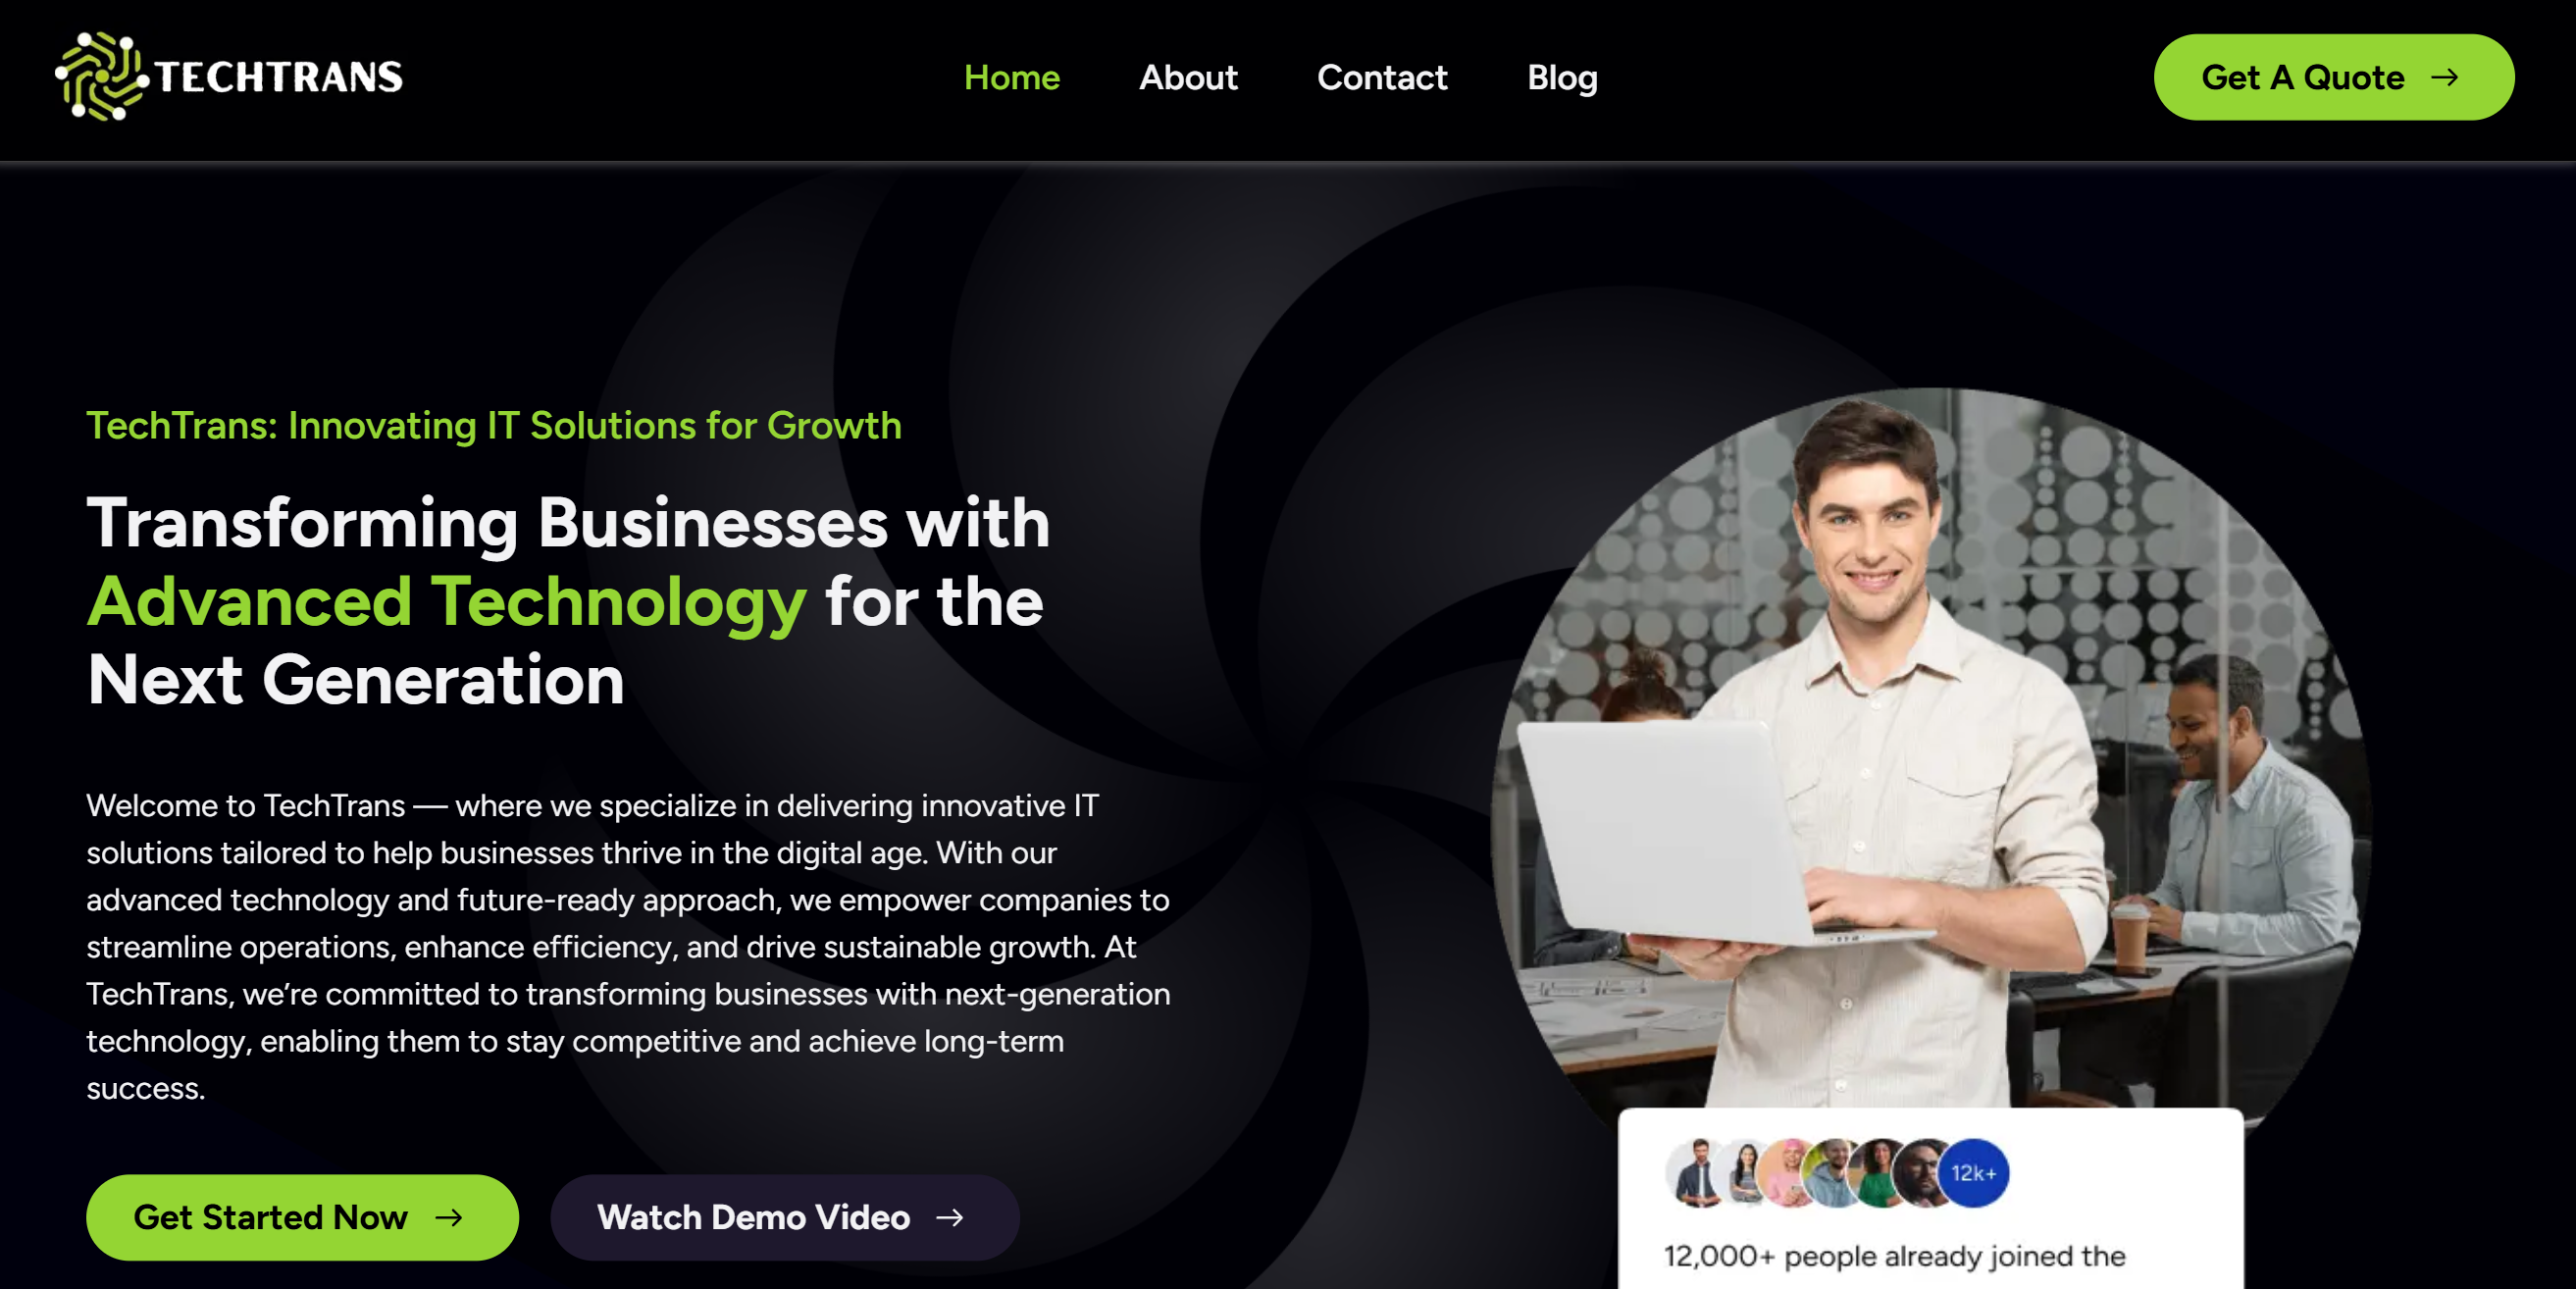 TECHTRANS
Home
About
Contact
Blog
Get A Quote →
TechTrans: Innovating IT Solutions for Growth
Transforming Businesses with
Advanced Technology for the
Next Generation
Welcome to TechTrans — where we specialize in delivering innovative IT
solutions tailored to help businesses thrive in the digital age. With our
advanced technology and future-ready approach, we empower companies to
streamline operations, enhance efficiency, and drive sustainable growth. At
TechTrans, we’re committed to transforming businesses with next-generation
technology, enabling them to stay competitive and achieve long-term
success.
Get Started Now →
Watch Demo Video →
12k+
12,000+ people already joined the